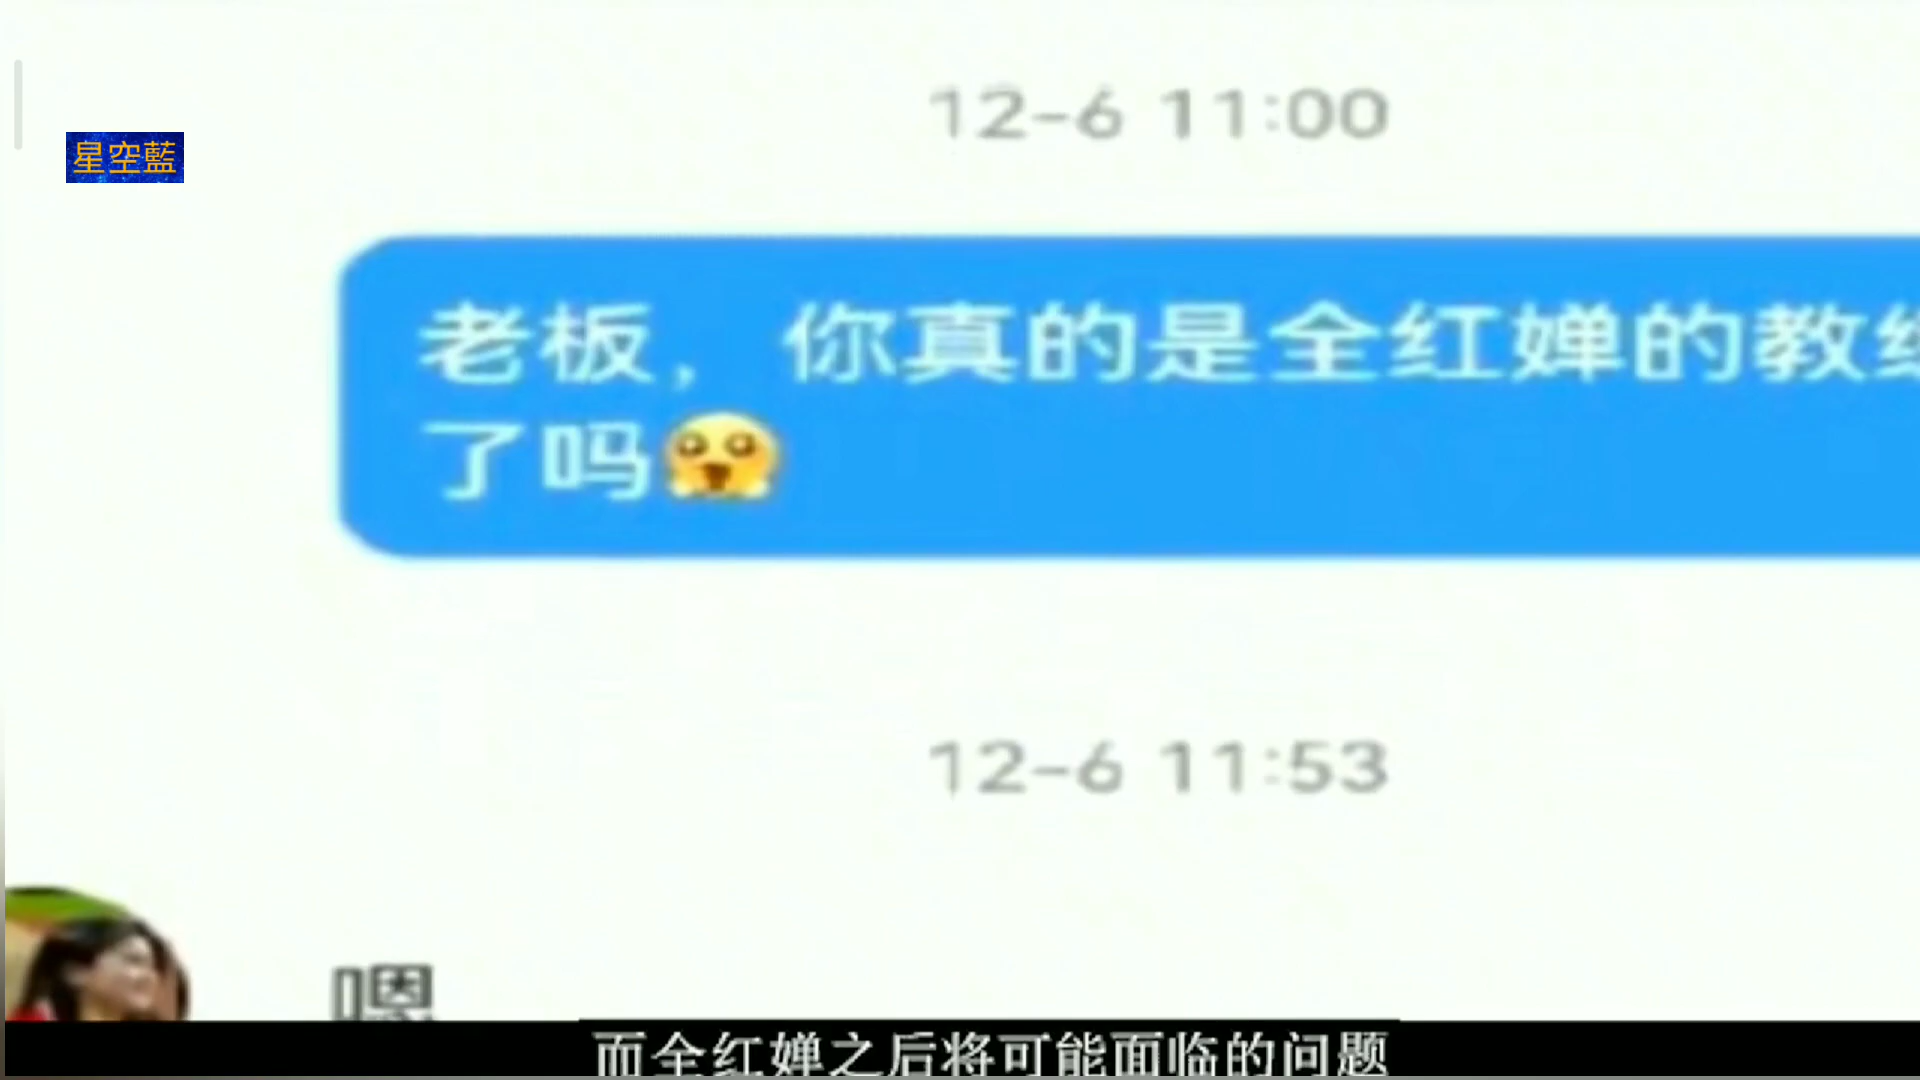 12-6 11:00
星空藍
老板，你真的是全红婵的教
了吗
12-6 11:53
嗯
而全红婵之后将可能面临的问题